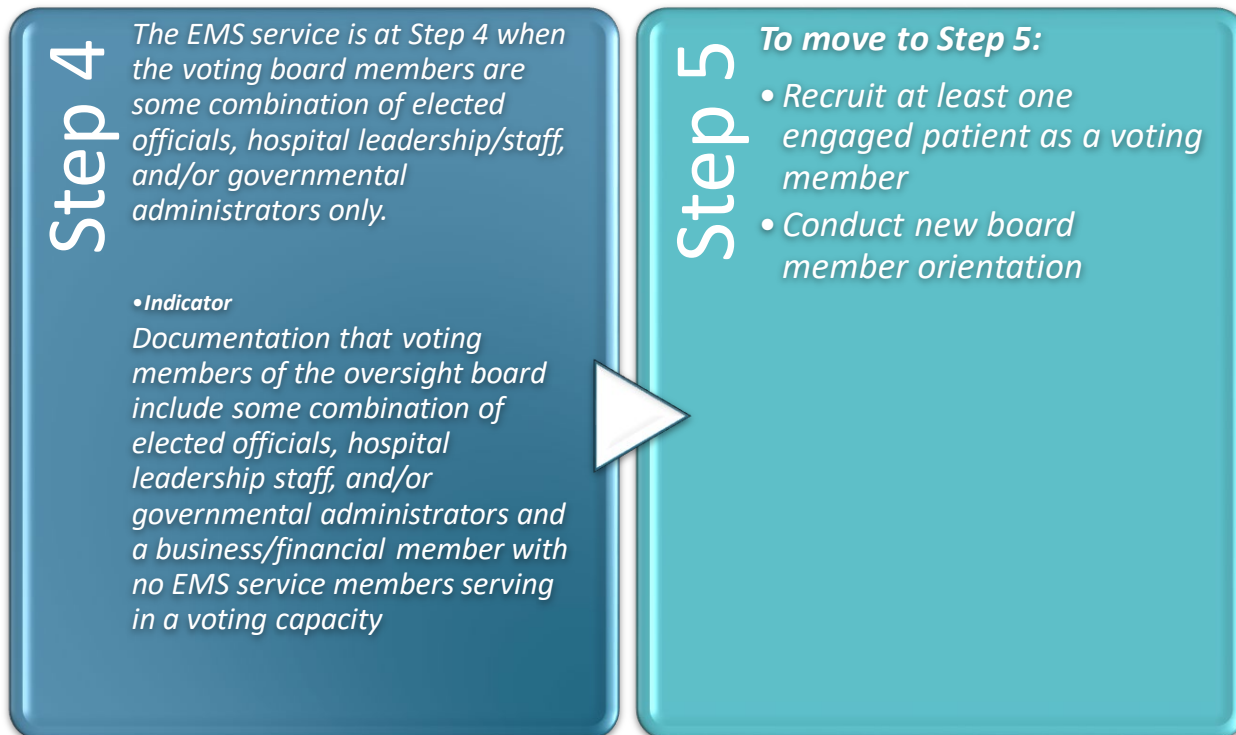 Step 4
The EMS service is at Step 4 when
the voting board members are
some combination of elected
officials, hospital leadership/staff,
and/or governmental
administrators only.
•Indicator
Documentation that voting
members of the oversight board
include some combination of
elected officials, hospital
leadership staff, and/or
governmental administrators and
a business/financial member with
no EMS service members serving
in a voting capacity
Step 5
To move to Step 5:
• Recruit at least one
engaged patient as a voting
member
• Conduct new board
member orientation